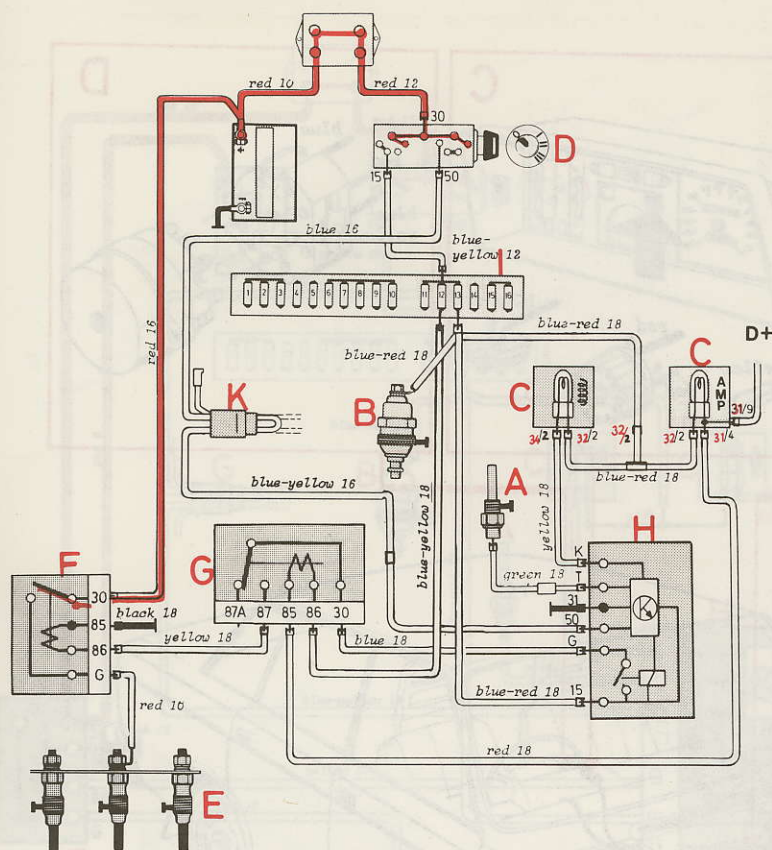 red 10
red 12
30
D
O I II III
+
-
15
50
blue 16
blue-
yellow 12
I
1 2 3 4 5 6 7 8 9 10 11 12 13 14 15 16
red 16
blue-red 18
blue-red 18
D+
K
B
C
C
AMP
31/9
34/2
32/2
32/2
32/2
31/4
blue-red 18
blue-yellow 16
A
blue-yellow 18
yellow 18
H
F
G
K
green 18
T
30
black 18
85
31
87A 87 85 86 30
50
86
yellow 18
blue 18
G
G
K
blue-red 18
15
red 10
red 18
E